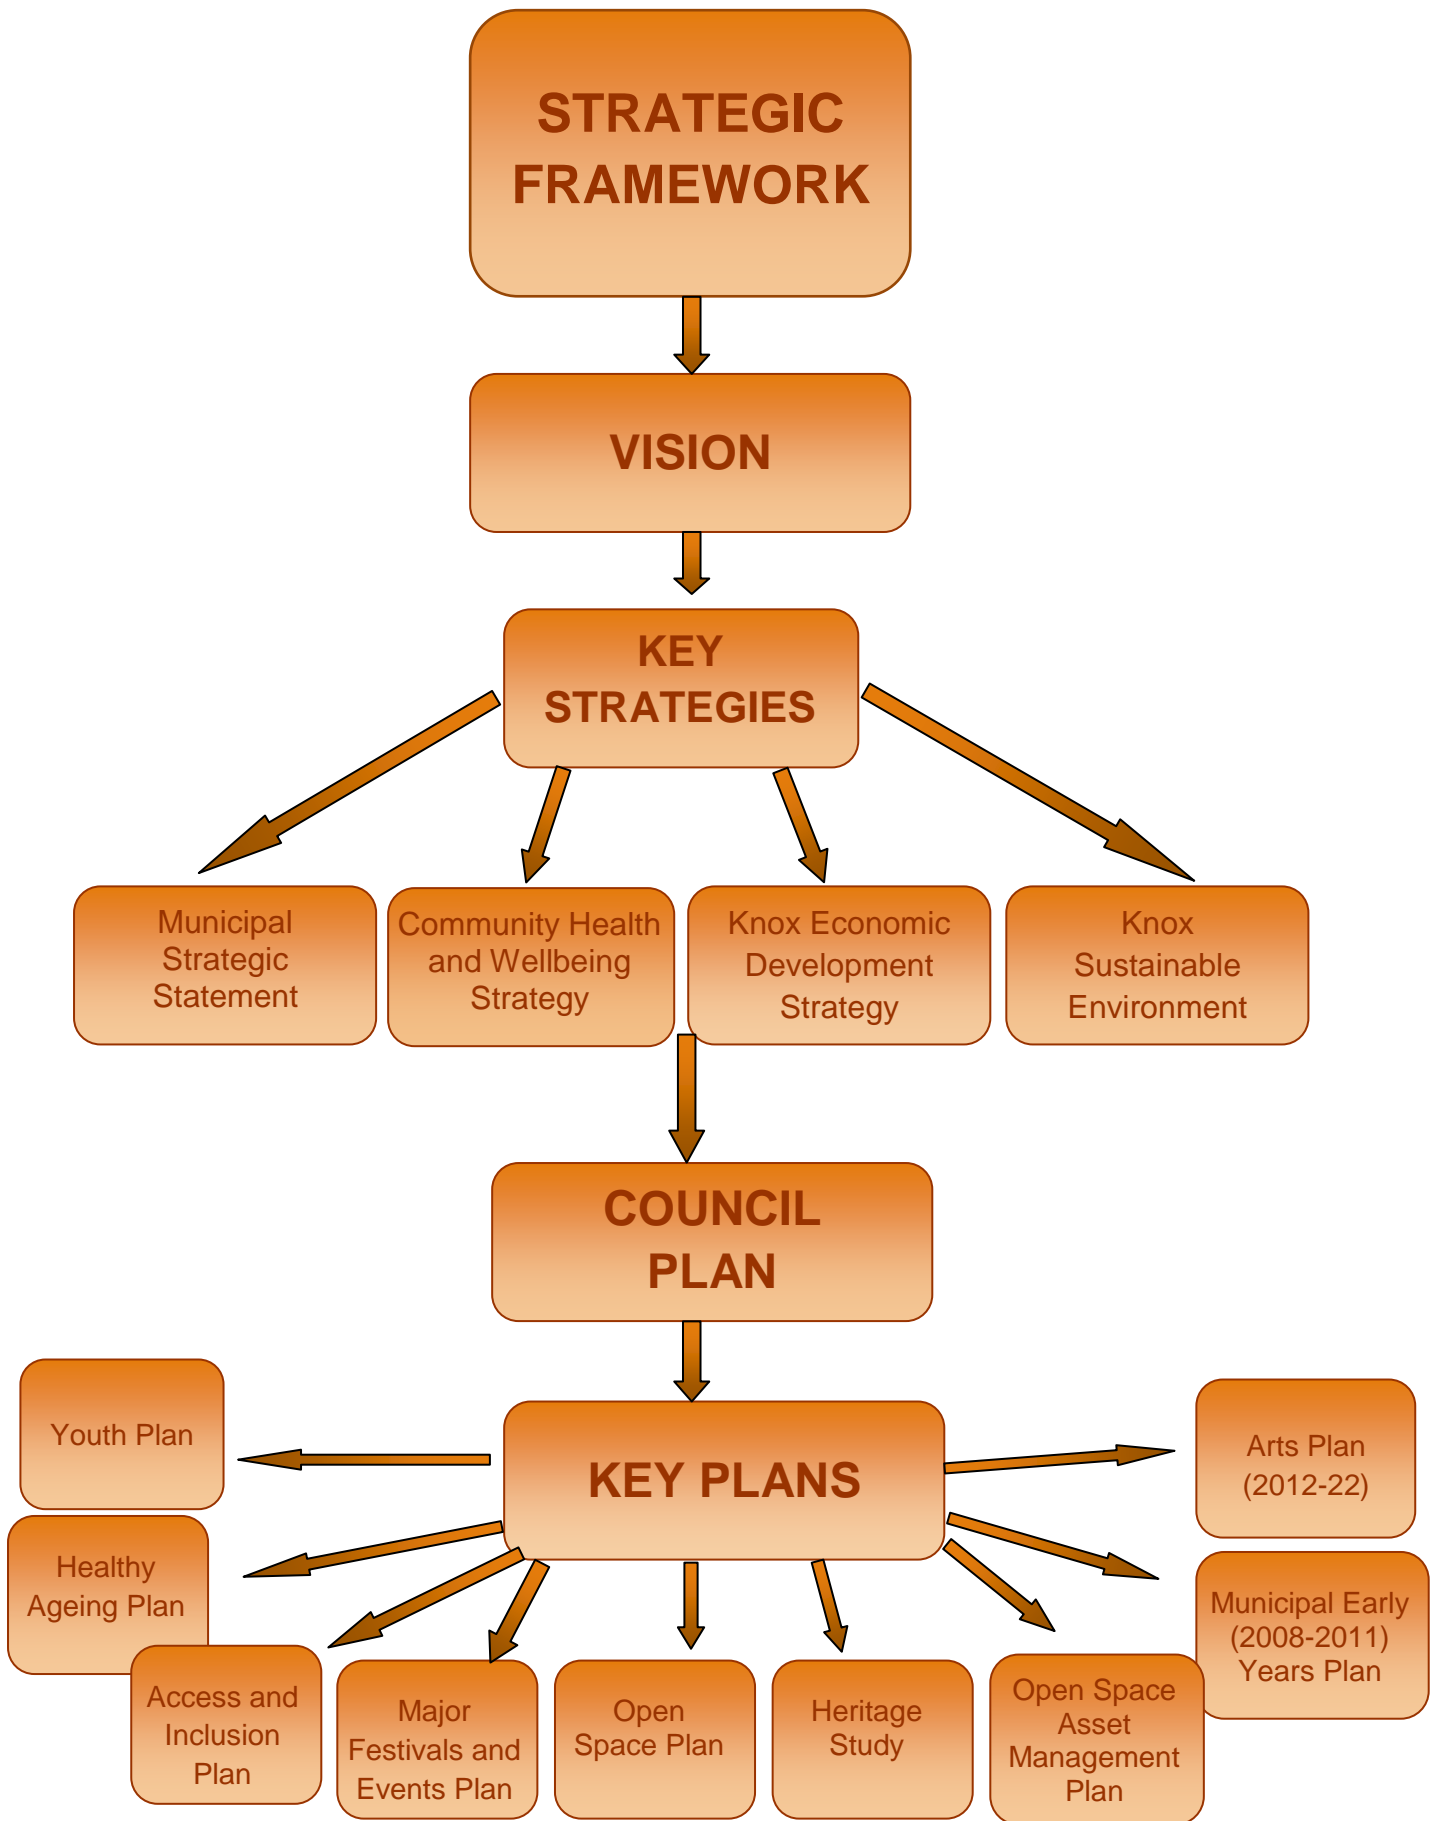 STRATEGIC
FRAMEWORK
VISION
KEY
STRATEGIES
Municipal
Strategic
Statement
Community Health
and Wellbeing
Strategy
Knox Economic
Development
Strategy
Knox
Sustainable
Environment
COUNCIL
PLAN
KEY PLANS
Youth Plan
Healthy
Ageing Plan
Access and
Inclusion
Plan
Major
Festivals and
Events Plan
Open
Space Plan
Heritage
Study
Open Space
Asset
Management
Plan
Municipal Early
(2008-2011)
Years Plan
Arts Plan
(2012-22)